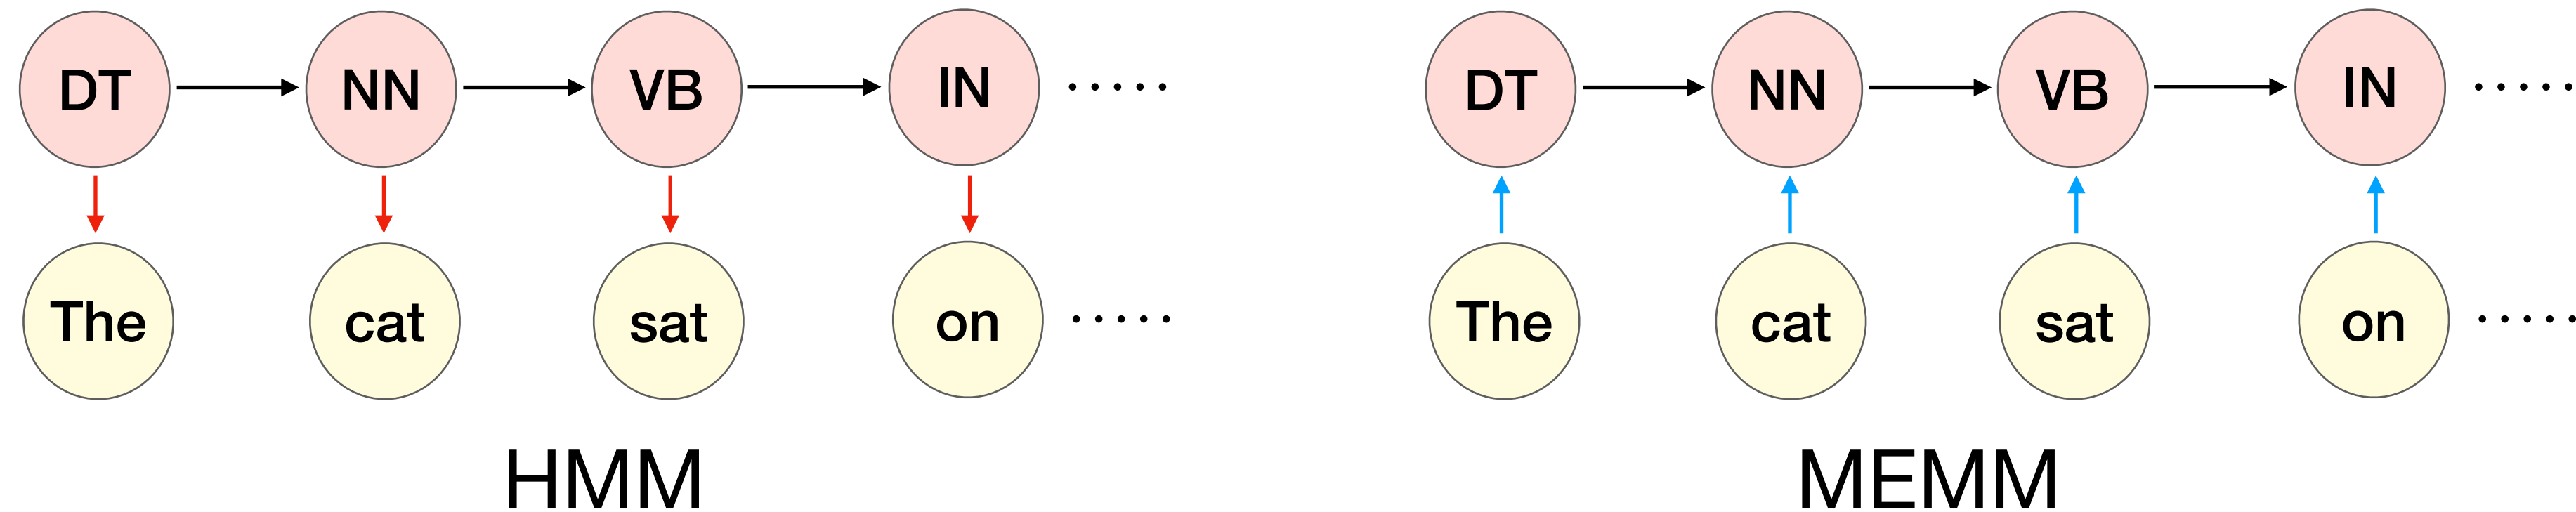 DT NN VB IN ..... DT NN VB IN .....
The cat sat on ..... The cat sat on .....
HMM MEMM